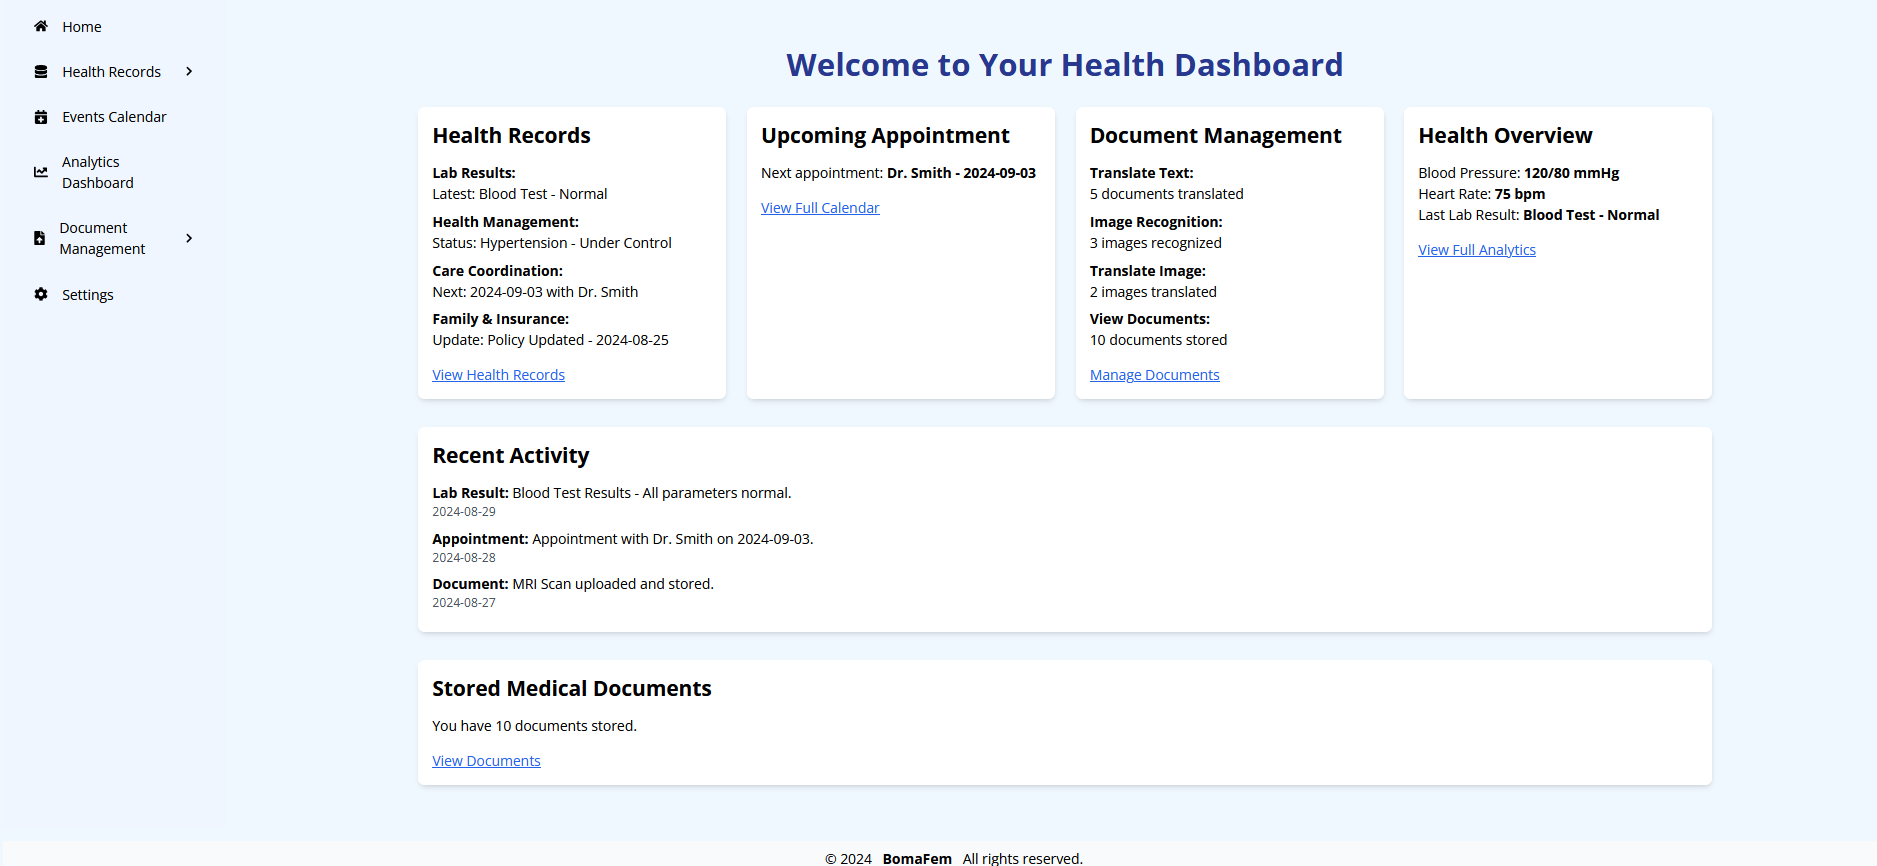 Home
Health Records
Events Calendar
Analytics
Dashboard
Document
Management
Settings
Welcome to Your Health Dashboard
Health Records
Lab Results:
Latest: Blood Test - Normal
Health Management:
Status: Hypertension - Under Control
Care Coordination:
Next: 2024-09-03 with Dr. Smith
Family & Insurance:
Update: Policy Updated - 2024-08-25
View Health Records
Upcoming Appointment
Next appointment: Dr. Smith - 2024-09-03
View Full Calendar
Document Management
Translate Text:
5 documents translated
Image Recognition:
3 images recognized
Translate Image:
2 images translated
View Documents:
10 documents stored
Manage Documents
Health Overview
Blood Pressure: 120/80 mmHg
Heart Rate: 75 bpm
Last Lab Result: Blood Test - Normal
View Full Analytics
Recent Activity
Lab Result: Blood Test Results - All parameters normal.
2024-08-29
Appointment: Appointment with Dr. Smith on 2024-09-03.
2024-08-28
Document: MRI Scan uploaded and stored.
2024-08-27
Stored Medical Documents
You have 10 documents stored.
View Documents
© 2024 BomaFem All rights reserved.